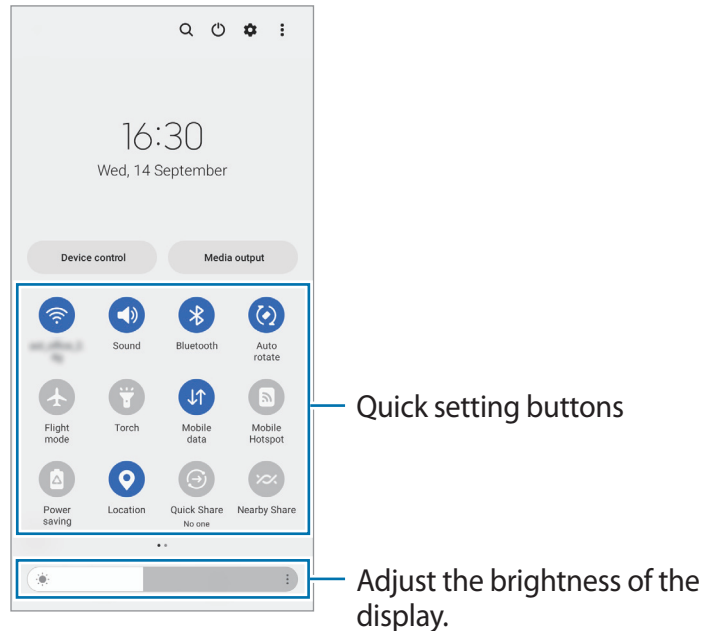 16:30
Wed, 14 September
Device control Media output
Sound Bluetooth Auto
rotate
Flight
mode
Torch Mobile
data
Mobile
Hotspot
Quick setting buttons
Power
saving
Location Quick Share
No one
Nearby Share
Adjust the brightness of the
display.